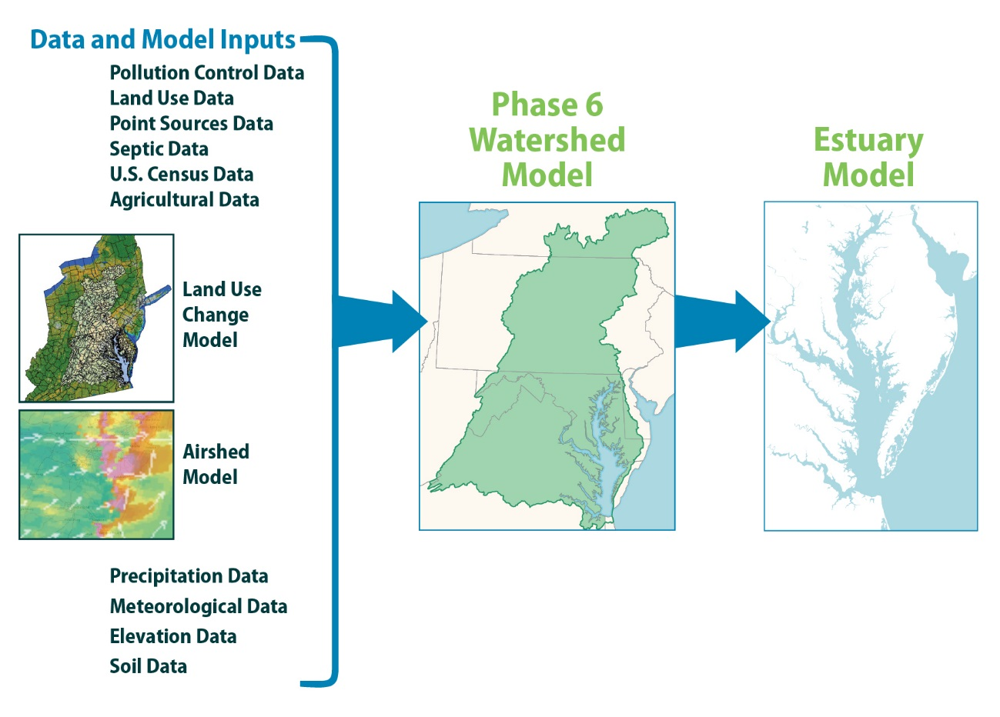 Data and Model Inputs
Pollution Control Data
Land Use Data
Point Sources Data
Septic Data
U.S. Census Data
Agricultural Data
Land Use
Change
Model
Airshed
Model
Precipitation Data
Meteorological Data
Elevation Data
Soil Data
Phase 6
Watershed
Model
Estuary
Model